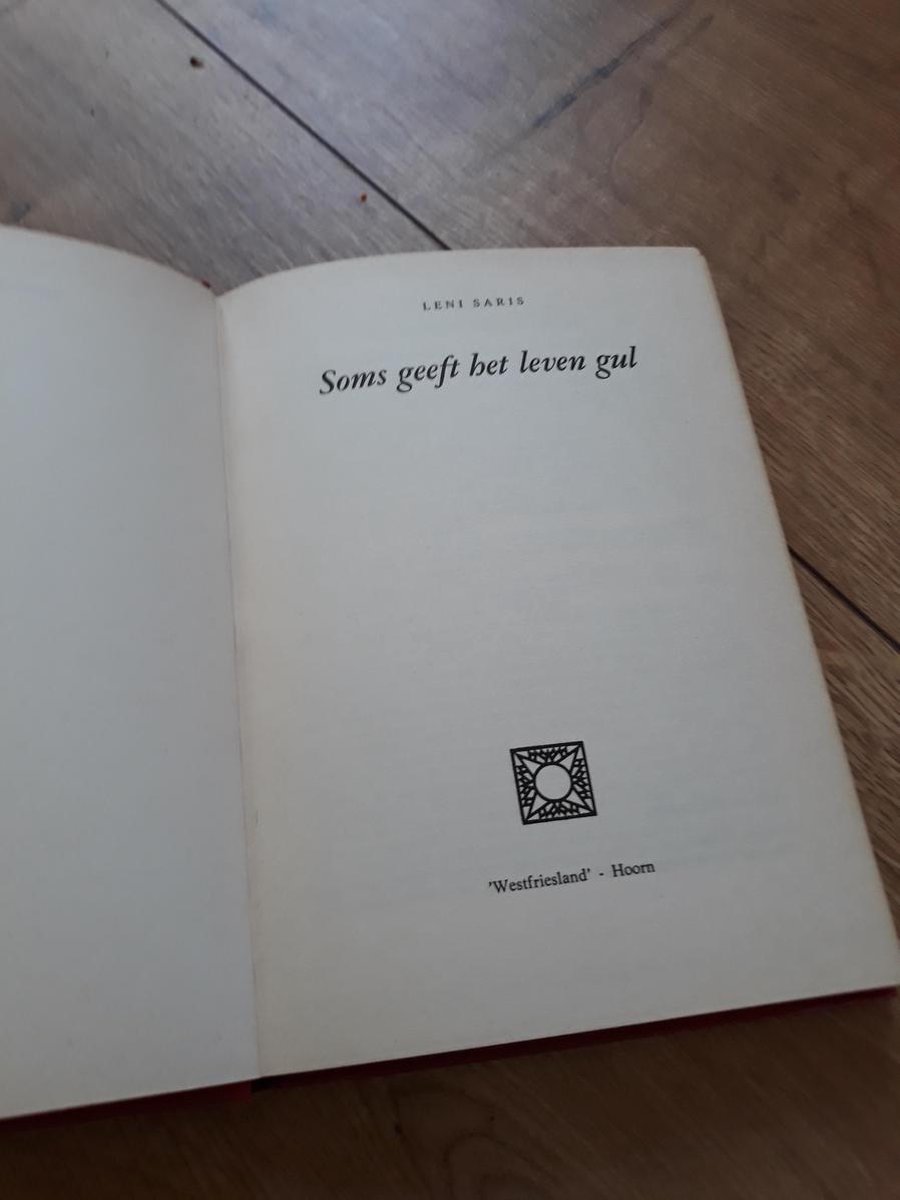 LENI SARIS
Soms geeft het leven gul
'Westfriesland' - Hoorn